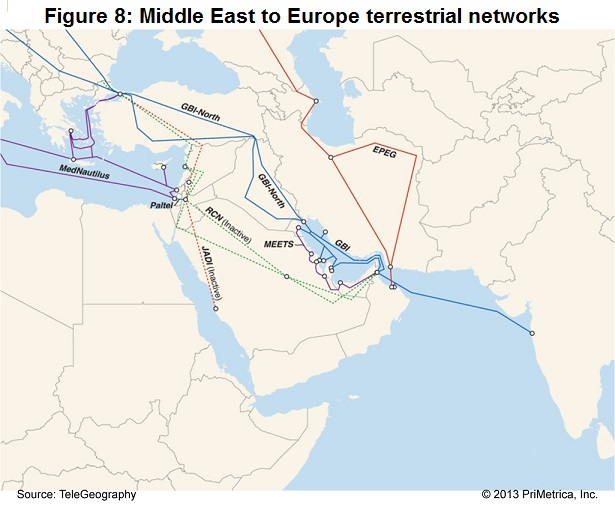 Figure 8: Middle East to Europe terrestrial networks
GBI-North
EPEG
MedNautilus
GBI-North
Paltel
RCN (Inactive)
MEETS
GBI
JADI (Inactive)
Source: TeleGeography
© 2013 PriMetrica, Inc.